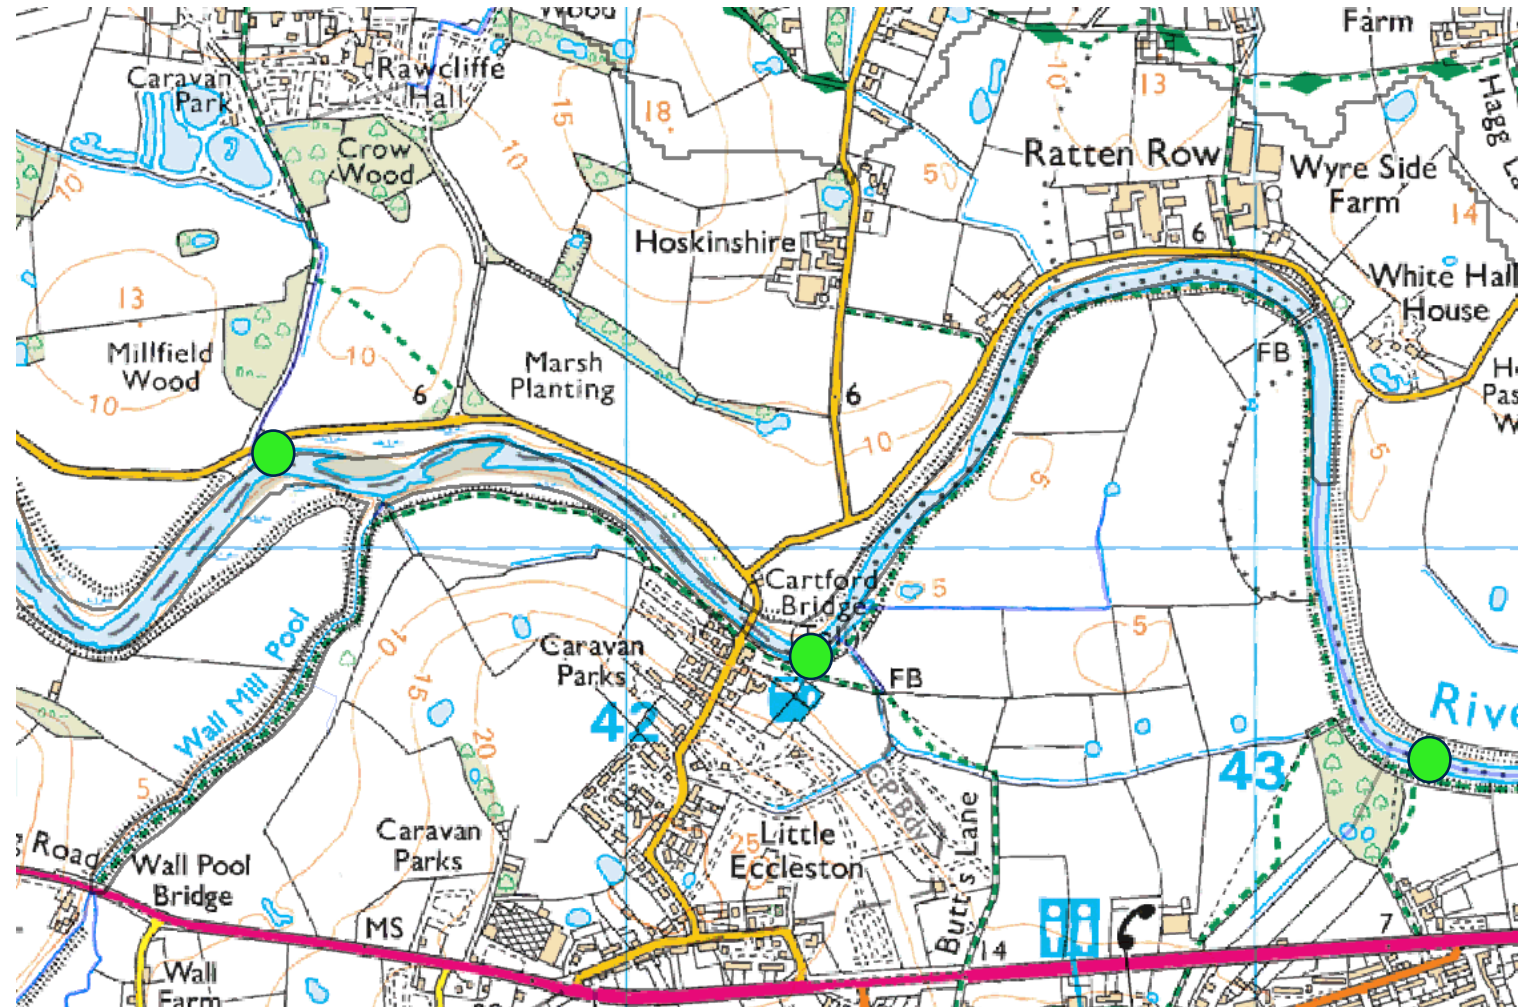 Wood
Farm
Caravan
Park
Rawcliffe
Hall
15
18
10
13
Hagg
Crow
Wood
10
10
5
Ratten Row
Wyre Side
Farm
14
6
Hoskinshire
White Hall
House
13
10
Millfield
Wood
10
Marsh
Planting
6
6
FB
10
5
5
Cartford
Bridge
5
5
Wall Mill Pool
10
15
20
Caravan
Parks
FB
42
43
5
CP Bdy
Road
Wall Pool
Bridge
Caravan
Parks
25
Little
Eccleston
Butts Lane
MS
14
7
Wall
Farm